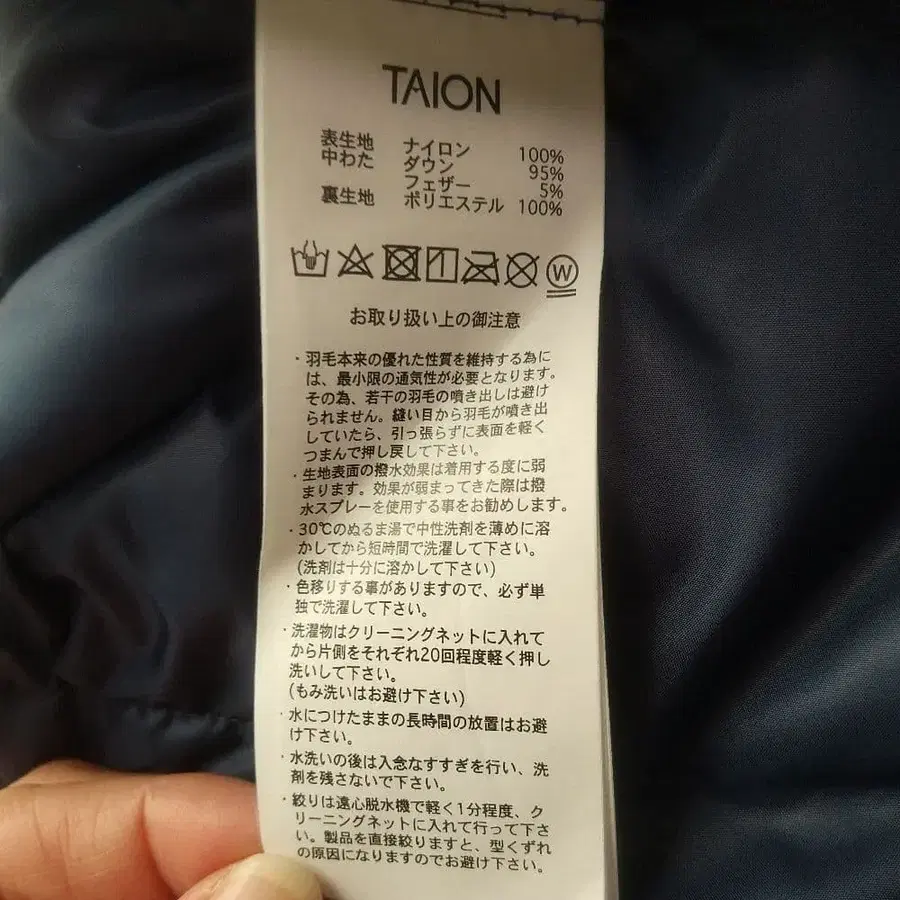 TAION
表生地 ナイロン 100%
中わた ダウン 95%
フェザー 5%
裏生地 ポリエステル 100%
W
お取り扱い上の御注意
・羽毛本来の優れた性質を維持する為に
は、最小限の通気性が必要となります。
その為、若干の羽毛の噴き出しは避け
られません。縫い目から羽毛が噴き出
していたら、引っ張らずに表面を軽く
つまんで押し戻して下さい。
・生地表面の撥水効果は着用する度に弱
まります。効果が弱まってきた際は撥
水スプレーを使用する事をお勧めします。
・30℃のぬるま湯で中性洗剤を薄めに溶
かしてから短時間で洗濯して下さい。
(洗剤は十分に溶かして下さい)
・色移りする事がありますので、必ず単
独で洗濯して下さい。
・洗濯物はクリーニングネットに入れて
から片側をそれぞれ20回程度軽く押し
洗いして下さい。
(もみ洗いはお避け下さい)
・水につけたままの長時間の放置はお避
け下さい。
・水洗いの後は入念なすすぎを行い、洗
剤を残さないで下さい。
・絞りは遠心脱水機で軽く1分程度、ク
リーニングネットに入れて行って下さ
い。製品を直接絞りますと、型くずれ
の原因になりますのでお避け下さい。